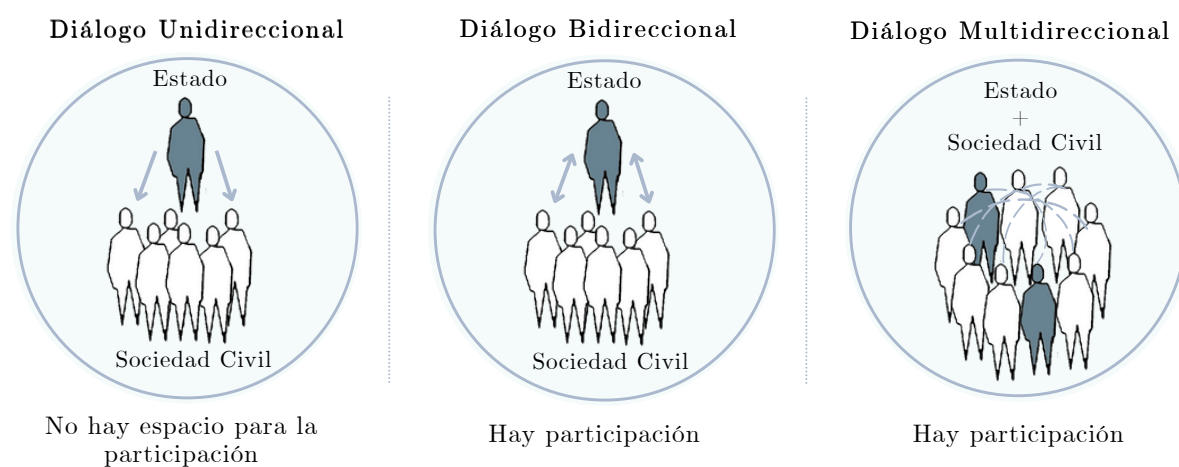 Diálogo Unidireccional
Estado
Sociedad Civil
No hay espacio para la
participación
Diálogo Bidireccional
Estado
Sociedad Civil
Hay participación
Diálogo Multidireccional
Estado
+
Sociedad Civil
Hay participación